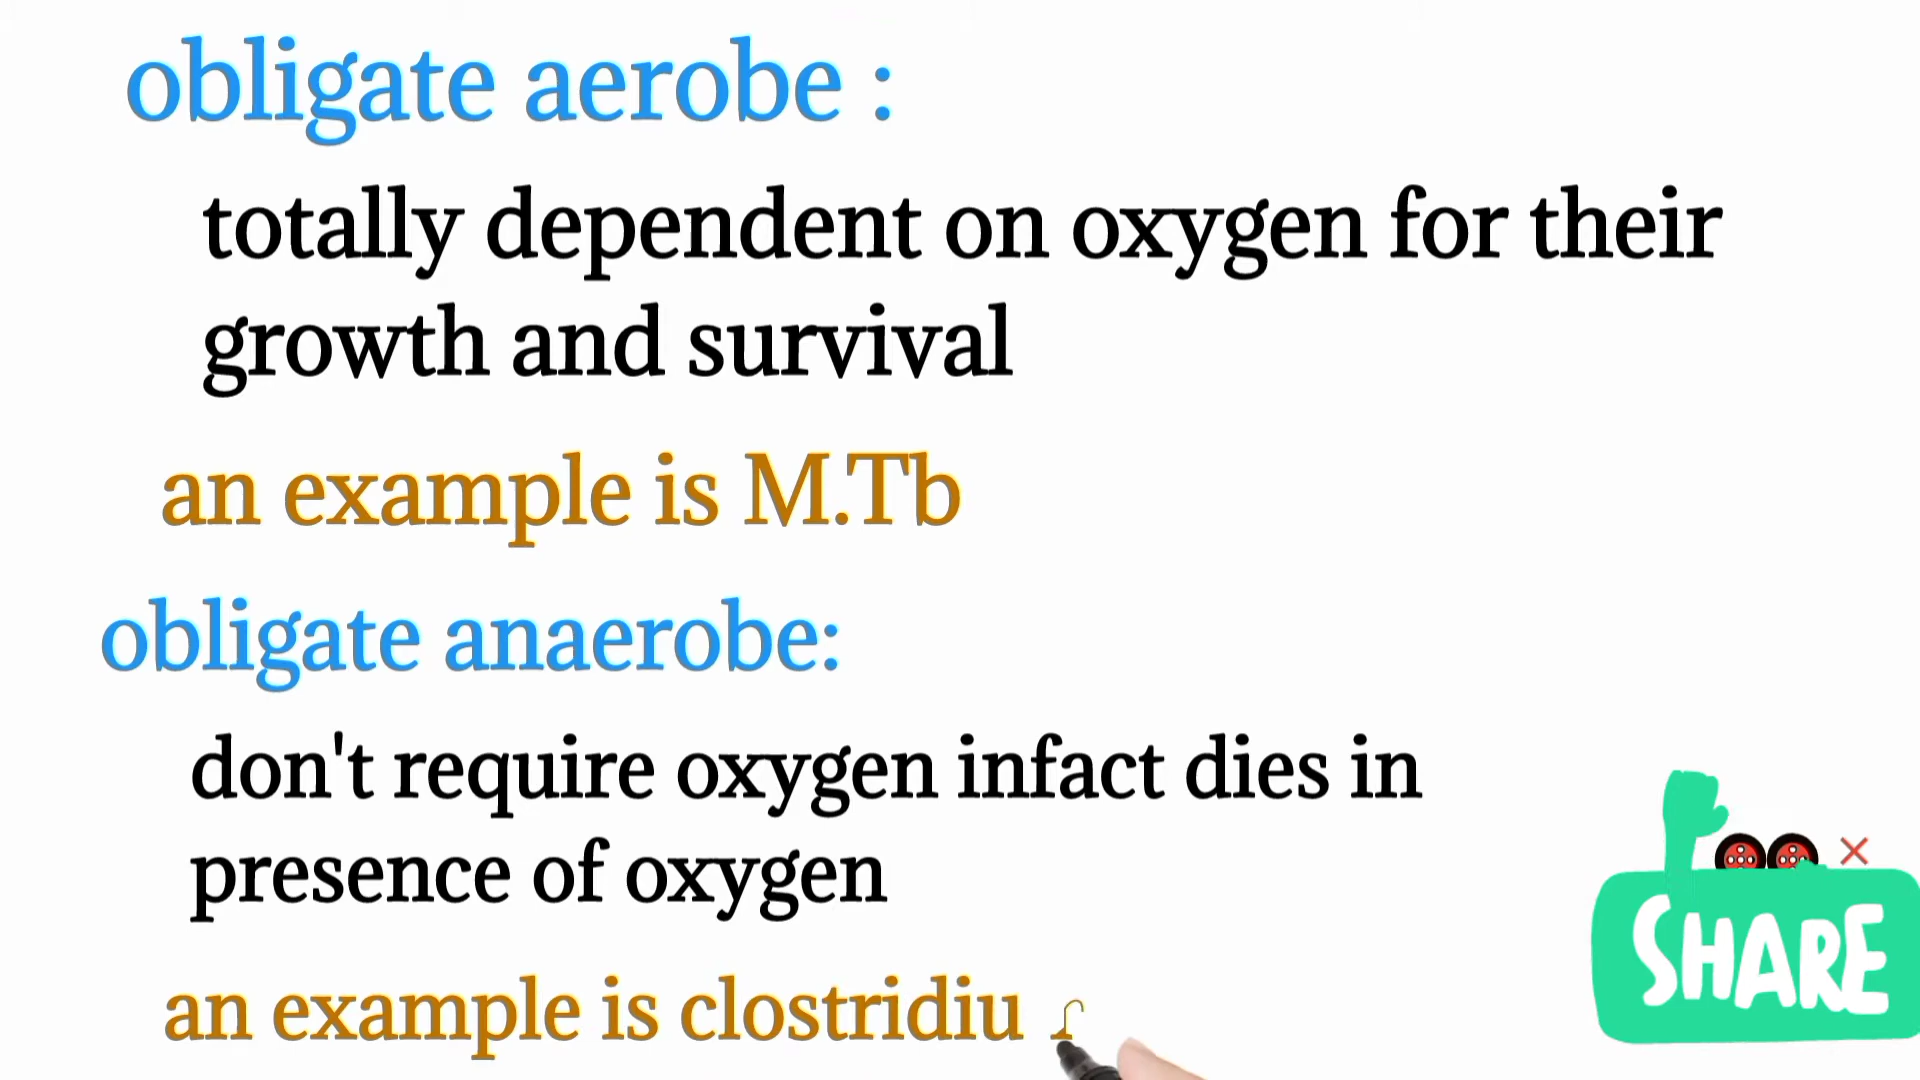 obligate aerobe :
totally dependent on oxygen for their
growth and survival
an example is M.Tb
obligate anaerobe:
don't require oxygen infact dies in
presence of oxygen
an example is clostridiu
SHARE